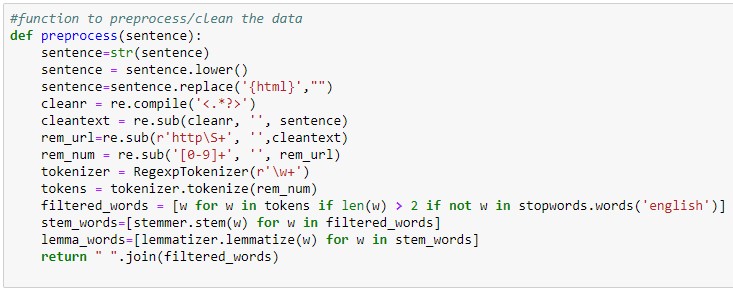 #function to preprocess/clean the data
def preprocess(sentence):
    sentence=str(sentence)
    sentence = sentence.lower()
    sentence=sentence.replace('{html}',"")
    cleanr = re.compile('<.*?>')
    cleantext = re.sub(cleanr, '', sentence)
    rem_url=re.sub(r'http\S+', '',cleantext)
    rem_num = re.sub('[0-9]+', '', rem_url)
    tokenizer = RegexpTokenizer(r'\w+')
    tokens = tokenizer.tokenize(rem_num)
    filtered_words = [w for w in tokens if len(w) > 2 if not w in stopwords.words('english')]
    stem_words=[stemmer.stem(w) for w in filtered_words]
    lemma_words=[lemmatizer.lemmatize(w) for w in stem_words]
    return " ".join(filtered_words)